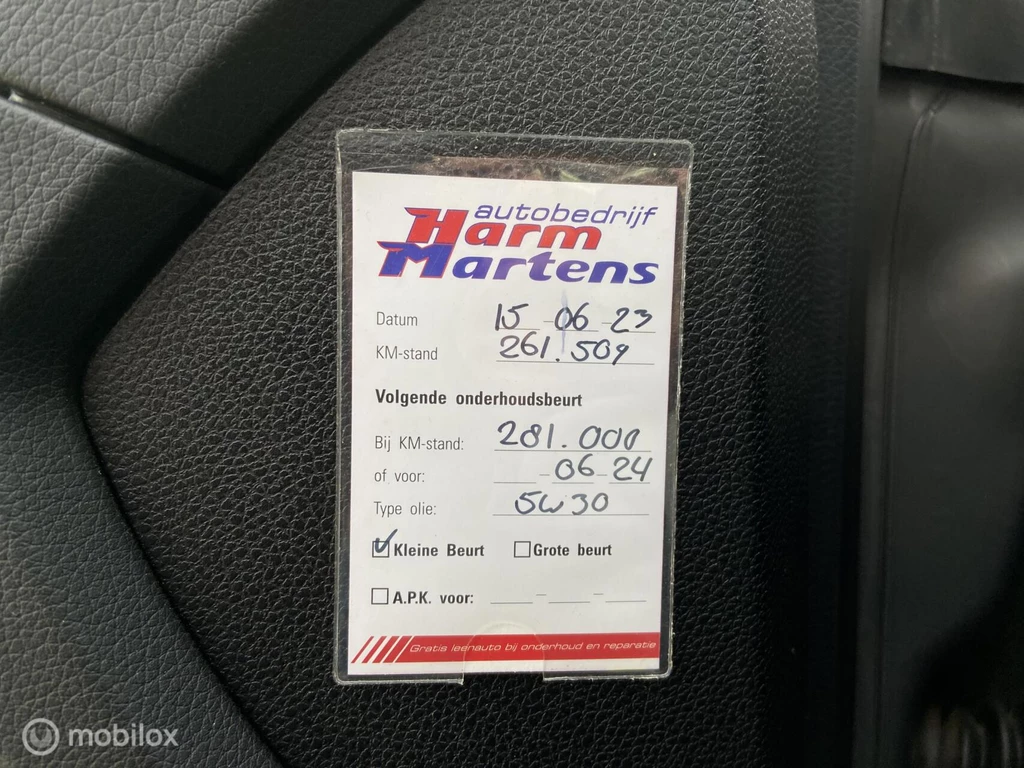 autobedrijf
Harm
Martens
Datum 15-06-23
KM-stand 261.509
Volgende onderhoudsbeurt
Bij KM-stand: 281.000
of voor: -06-24
Type olie: 5W30
Kleine Beurt Grote beurt
A.P.K. voor: - -
Gratis leenauto bij onderhoud en reparatie
mobilox